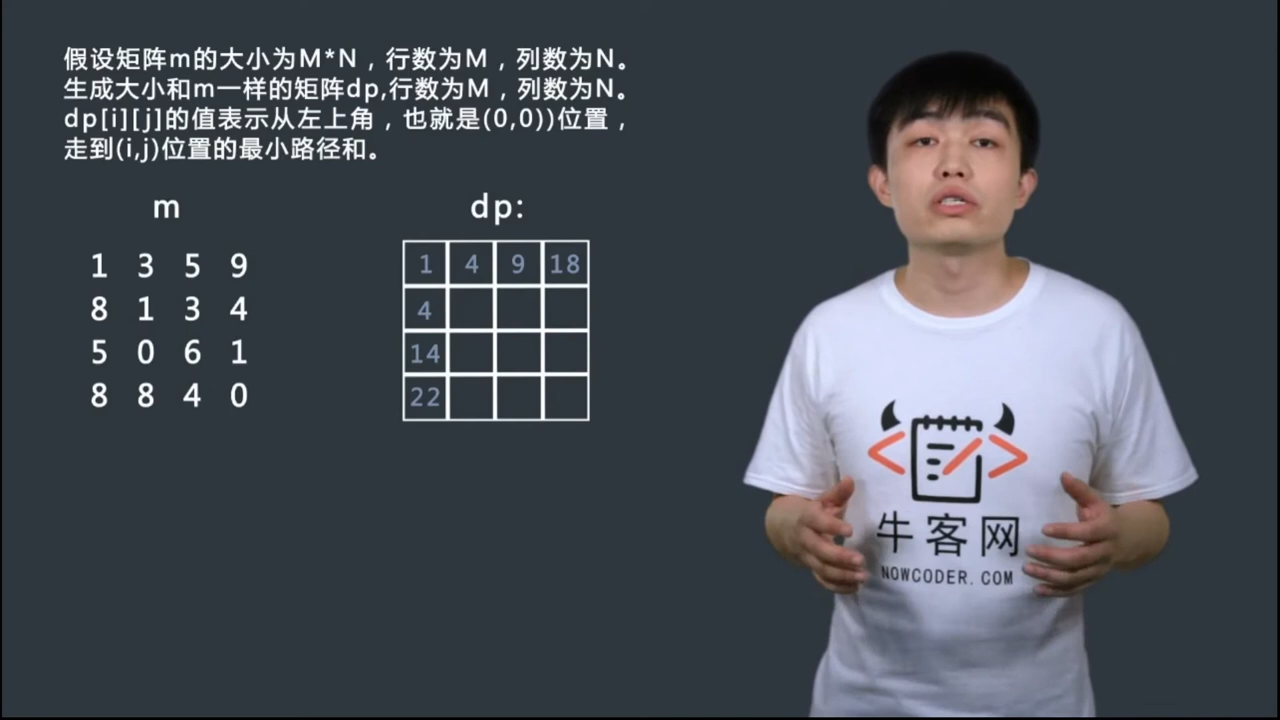 假设矩阵m的大小为M*N，行数为M，列数为N。
生成大小和m一样的矩阵dp,行数为M，列数为N。
dp[i][j]的值表示从左上角，也就是(0,0))位置，
走到(i,j)位置的最小路径和。
m
dp:
1 3 5 9
8 1 3 4
5 0 6 1
8 8 4 0
1 4 9 18
4
14
22
牛客网
NOWCODER.COM